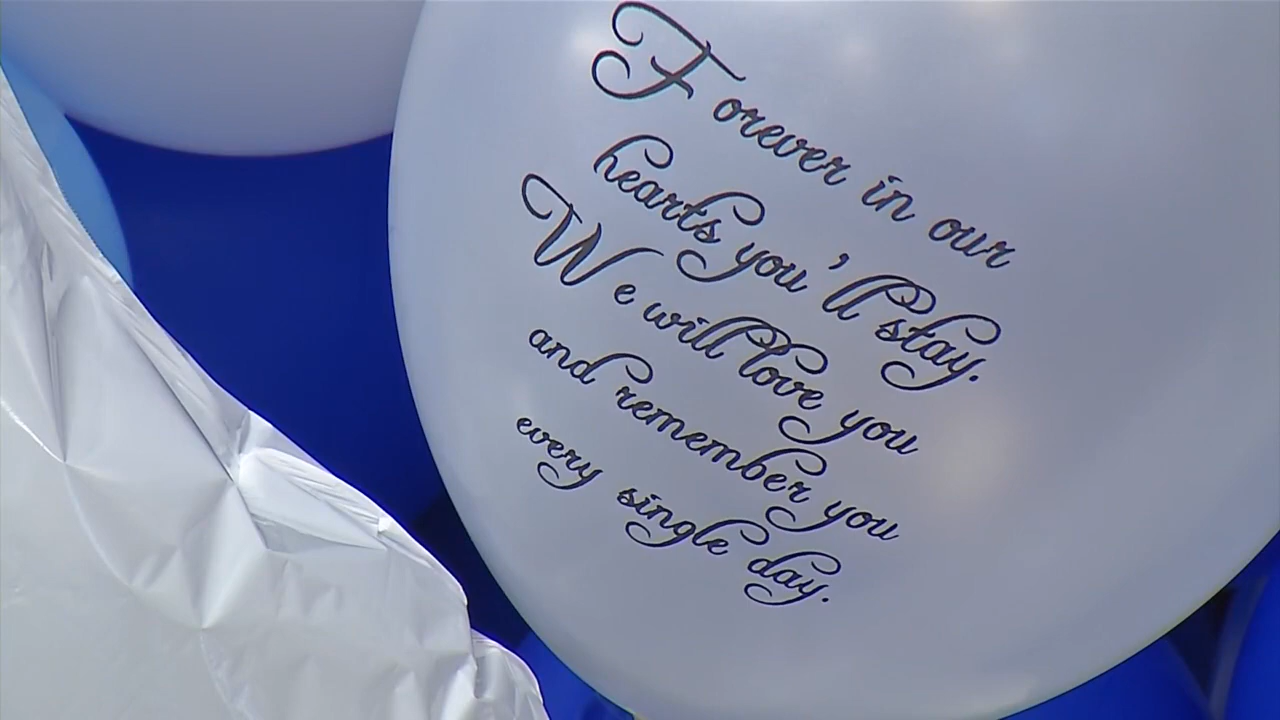 Forever in our
hearts you'll stay.
We will love you
and remember you
every single day.